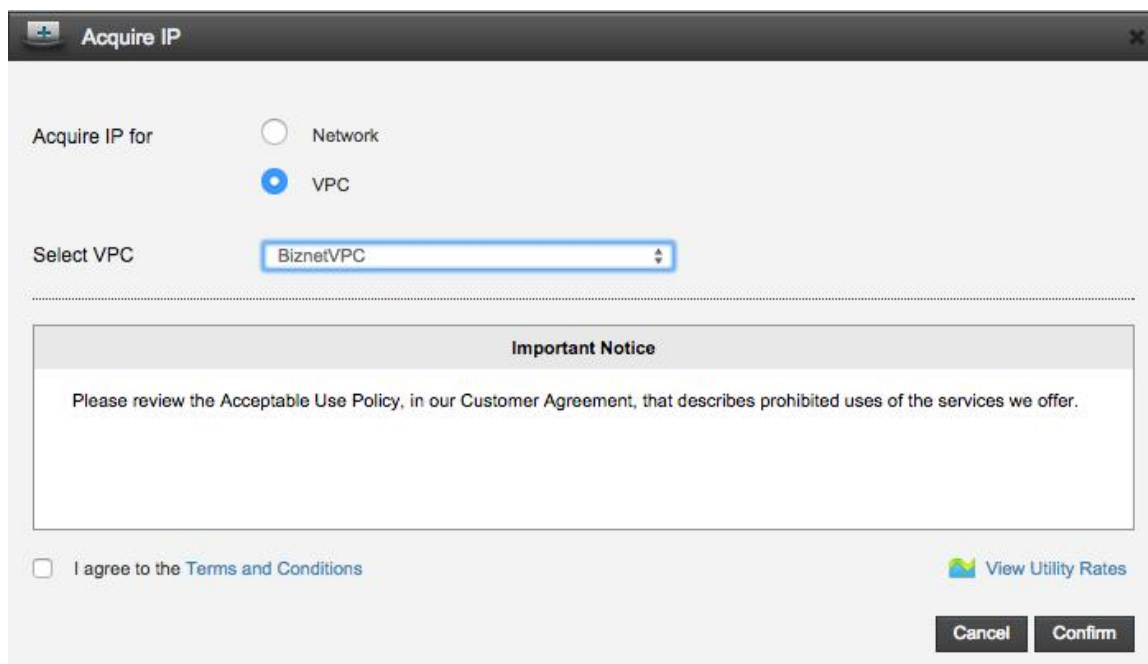 Acquire IP
Acquire IP for
Network
VPC
Select VPC
BiznetVPC
Important Notice
Please review the Acceptable Use Policy, in our Customer Agreement, that describes prohibited uses of the services we offer.
I agree to the Terms and Conditions
View Utility Rates
Cancel
Confirm